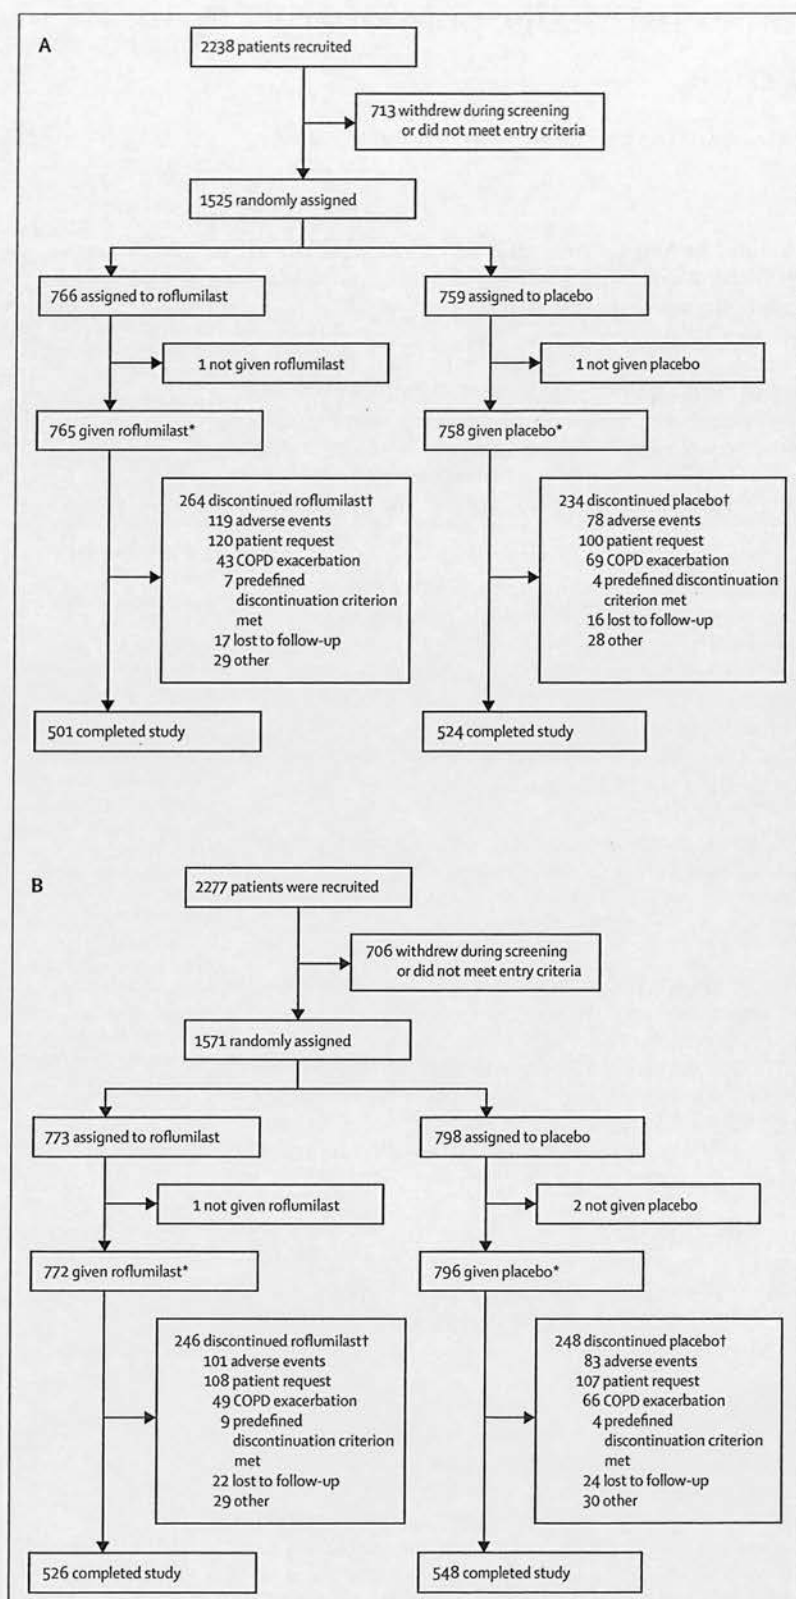 A
2238 patients recruited
713 withdrew during screening
or did not meet entry criteria
1525 randomly assigned
766 assigned to roflumilast
759 assigned to placebo
1 not given roflumilast
1 not given placebo
765 given roflumilast*
758 given placebo*
264 discontinued roflumilast†
119 adverse events
120 patient request
43 COPD exacerbation
7 predefined
discontinuation criterion
met
17 lost to follow-up
29 other
234 discontinued placebo†
78 adverse events
100 patient request
69 COPD exacerbation
4 predefined discontinuation
criterion met
16 lost to follow-up
28 other
501 completed study
524 completed study
B
2277 patients were recruited
706 withdrew during screening
or did not meet entry criteria
1571 randomly assigned
773 assigned to roflumilast
798 assigned to placebo
1 not given roflumilast
2 not given placebo
772 given roflumilast*
796 given placebo*
246 discontinued roflumilast†
101 adverse events
108 patient request
49 COPD exacerbation
9 predefined
discontinuation criterion
met
22 lost to follow-up
29 other
248 discontinued placebo†
83 adverse events
107 patient request
66 COPD exacerbation
4 predefined
discontinuation criterion
met
24 lost to follow-up
30 other
526 completed study
548 completed study